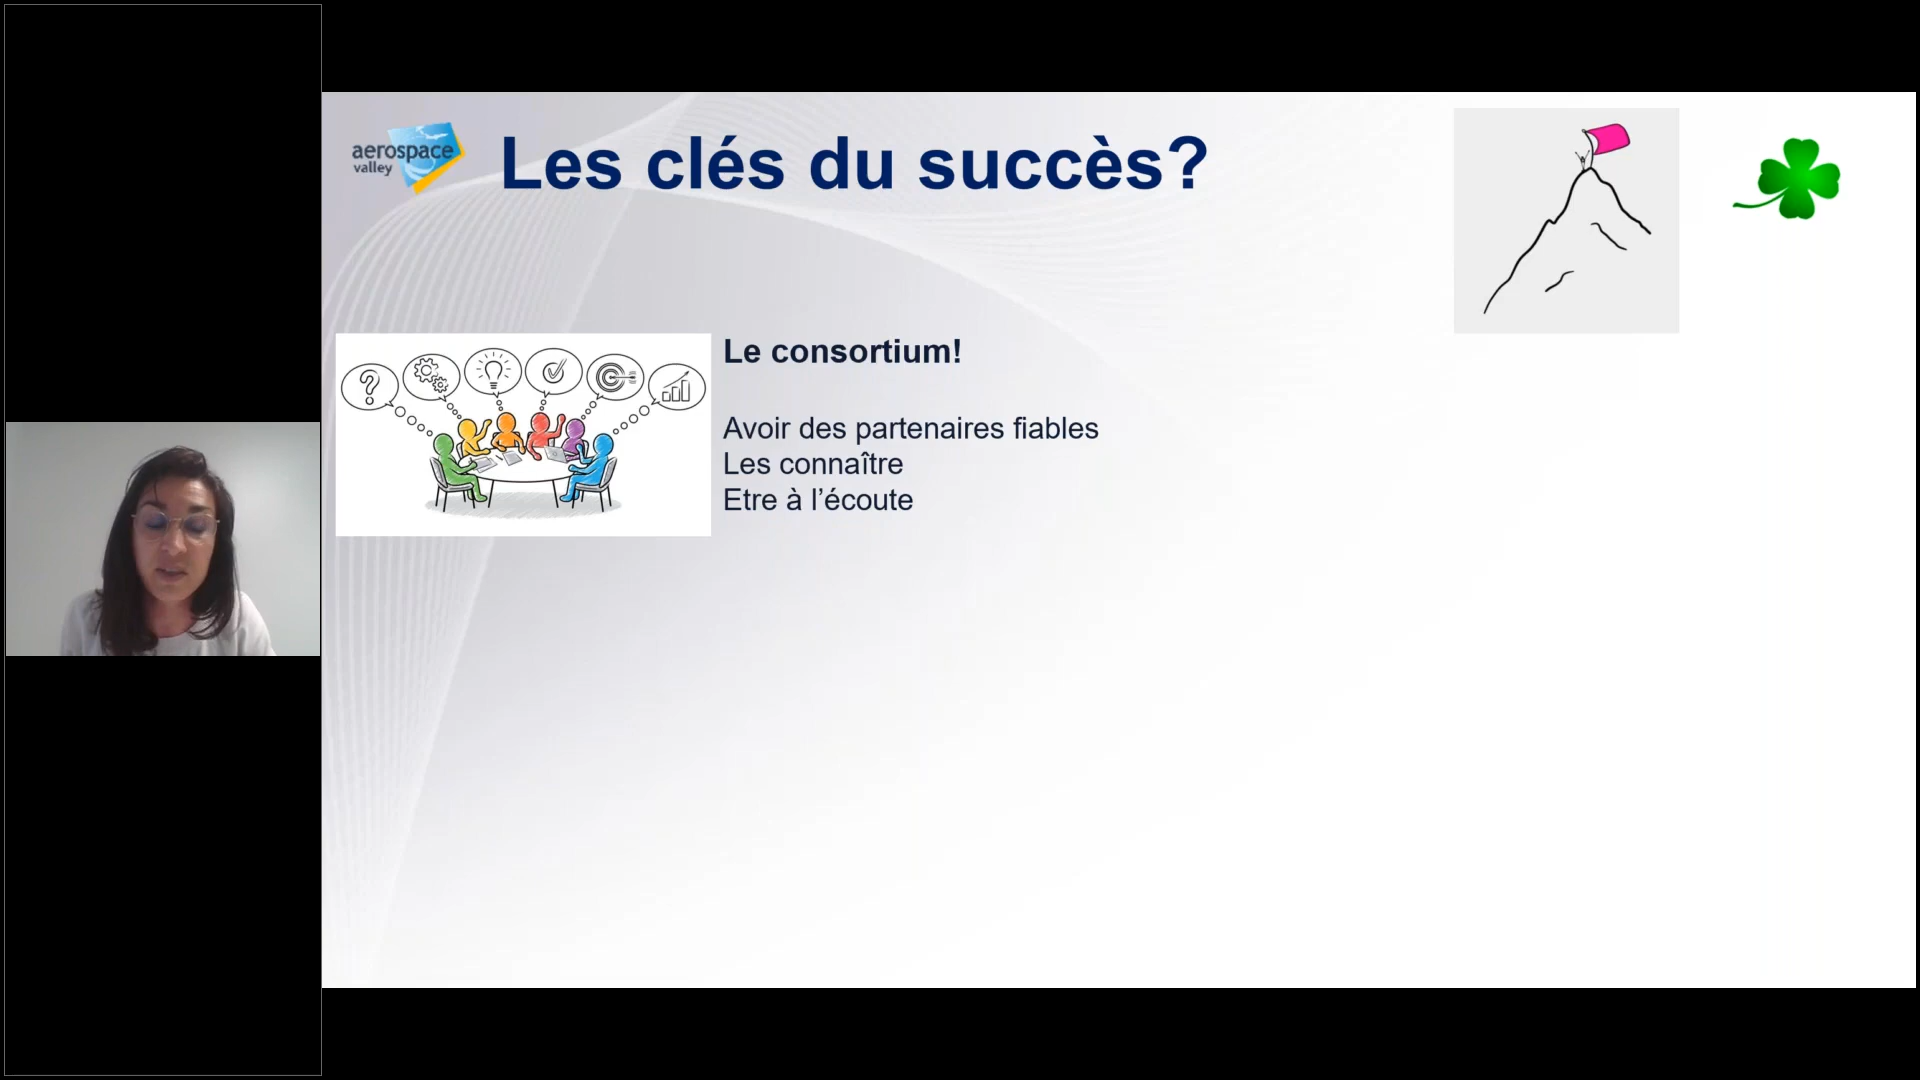 aerospace
valley
Les clés du succès?
?
Le consortium!
Avoir des partenaires fiables
Les connaître
Etre à l’écoute